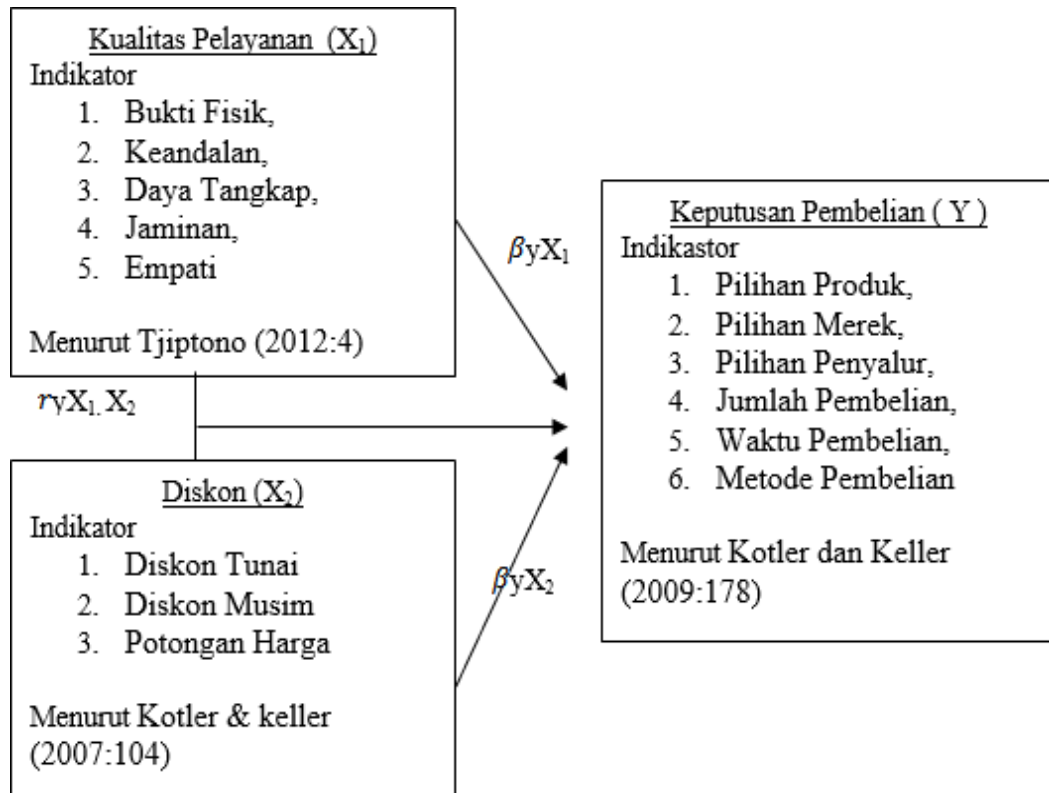 Kualitas Pelayanan (X₁)
Indikator
1. Bukti Fisik,
2. Keandalan,
3. Daya Tangkap,
4. Jaminan,
5. Empati
Menurut Tjiptono (2012:4)
ryX₁, X₂
Diskon (X₂)
Indikator
1. Diskon Tunai
2. Diskon Musim
3. Potongan Harga
Menurut Kotler & keller
(2007:104)
βyX₁
βyX₂
Keputusan Pembelian ( Y )
Indikastor
1. Pilihan Produk,
2. Pilihan Merek,
3. Pilihan Penyalur,
4. Jumlah Pembelian,
5. Waktu Pembelian,
6. Metode Pembelian
Menurut Kotler dan Keller
(2009:178)